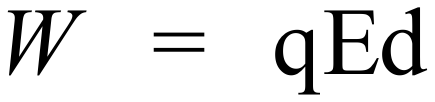 W = qEd